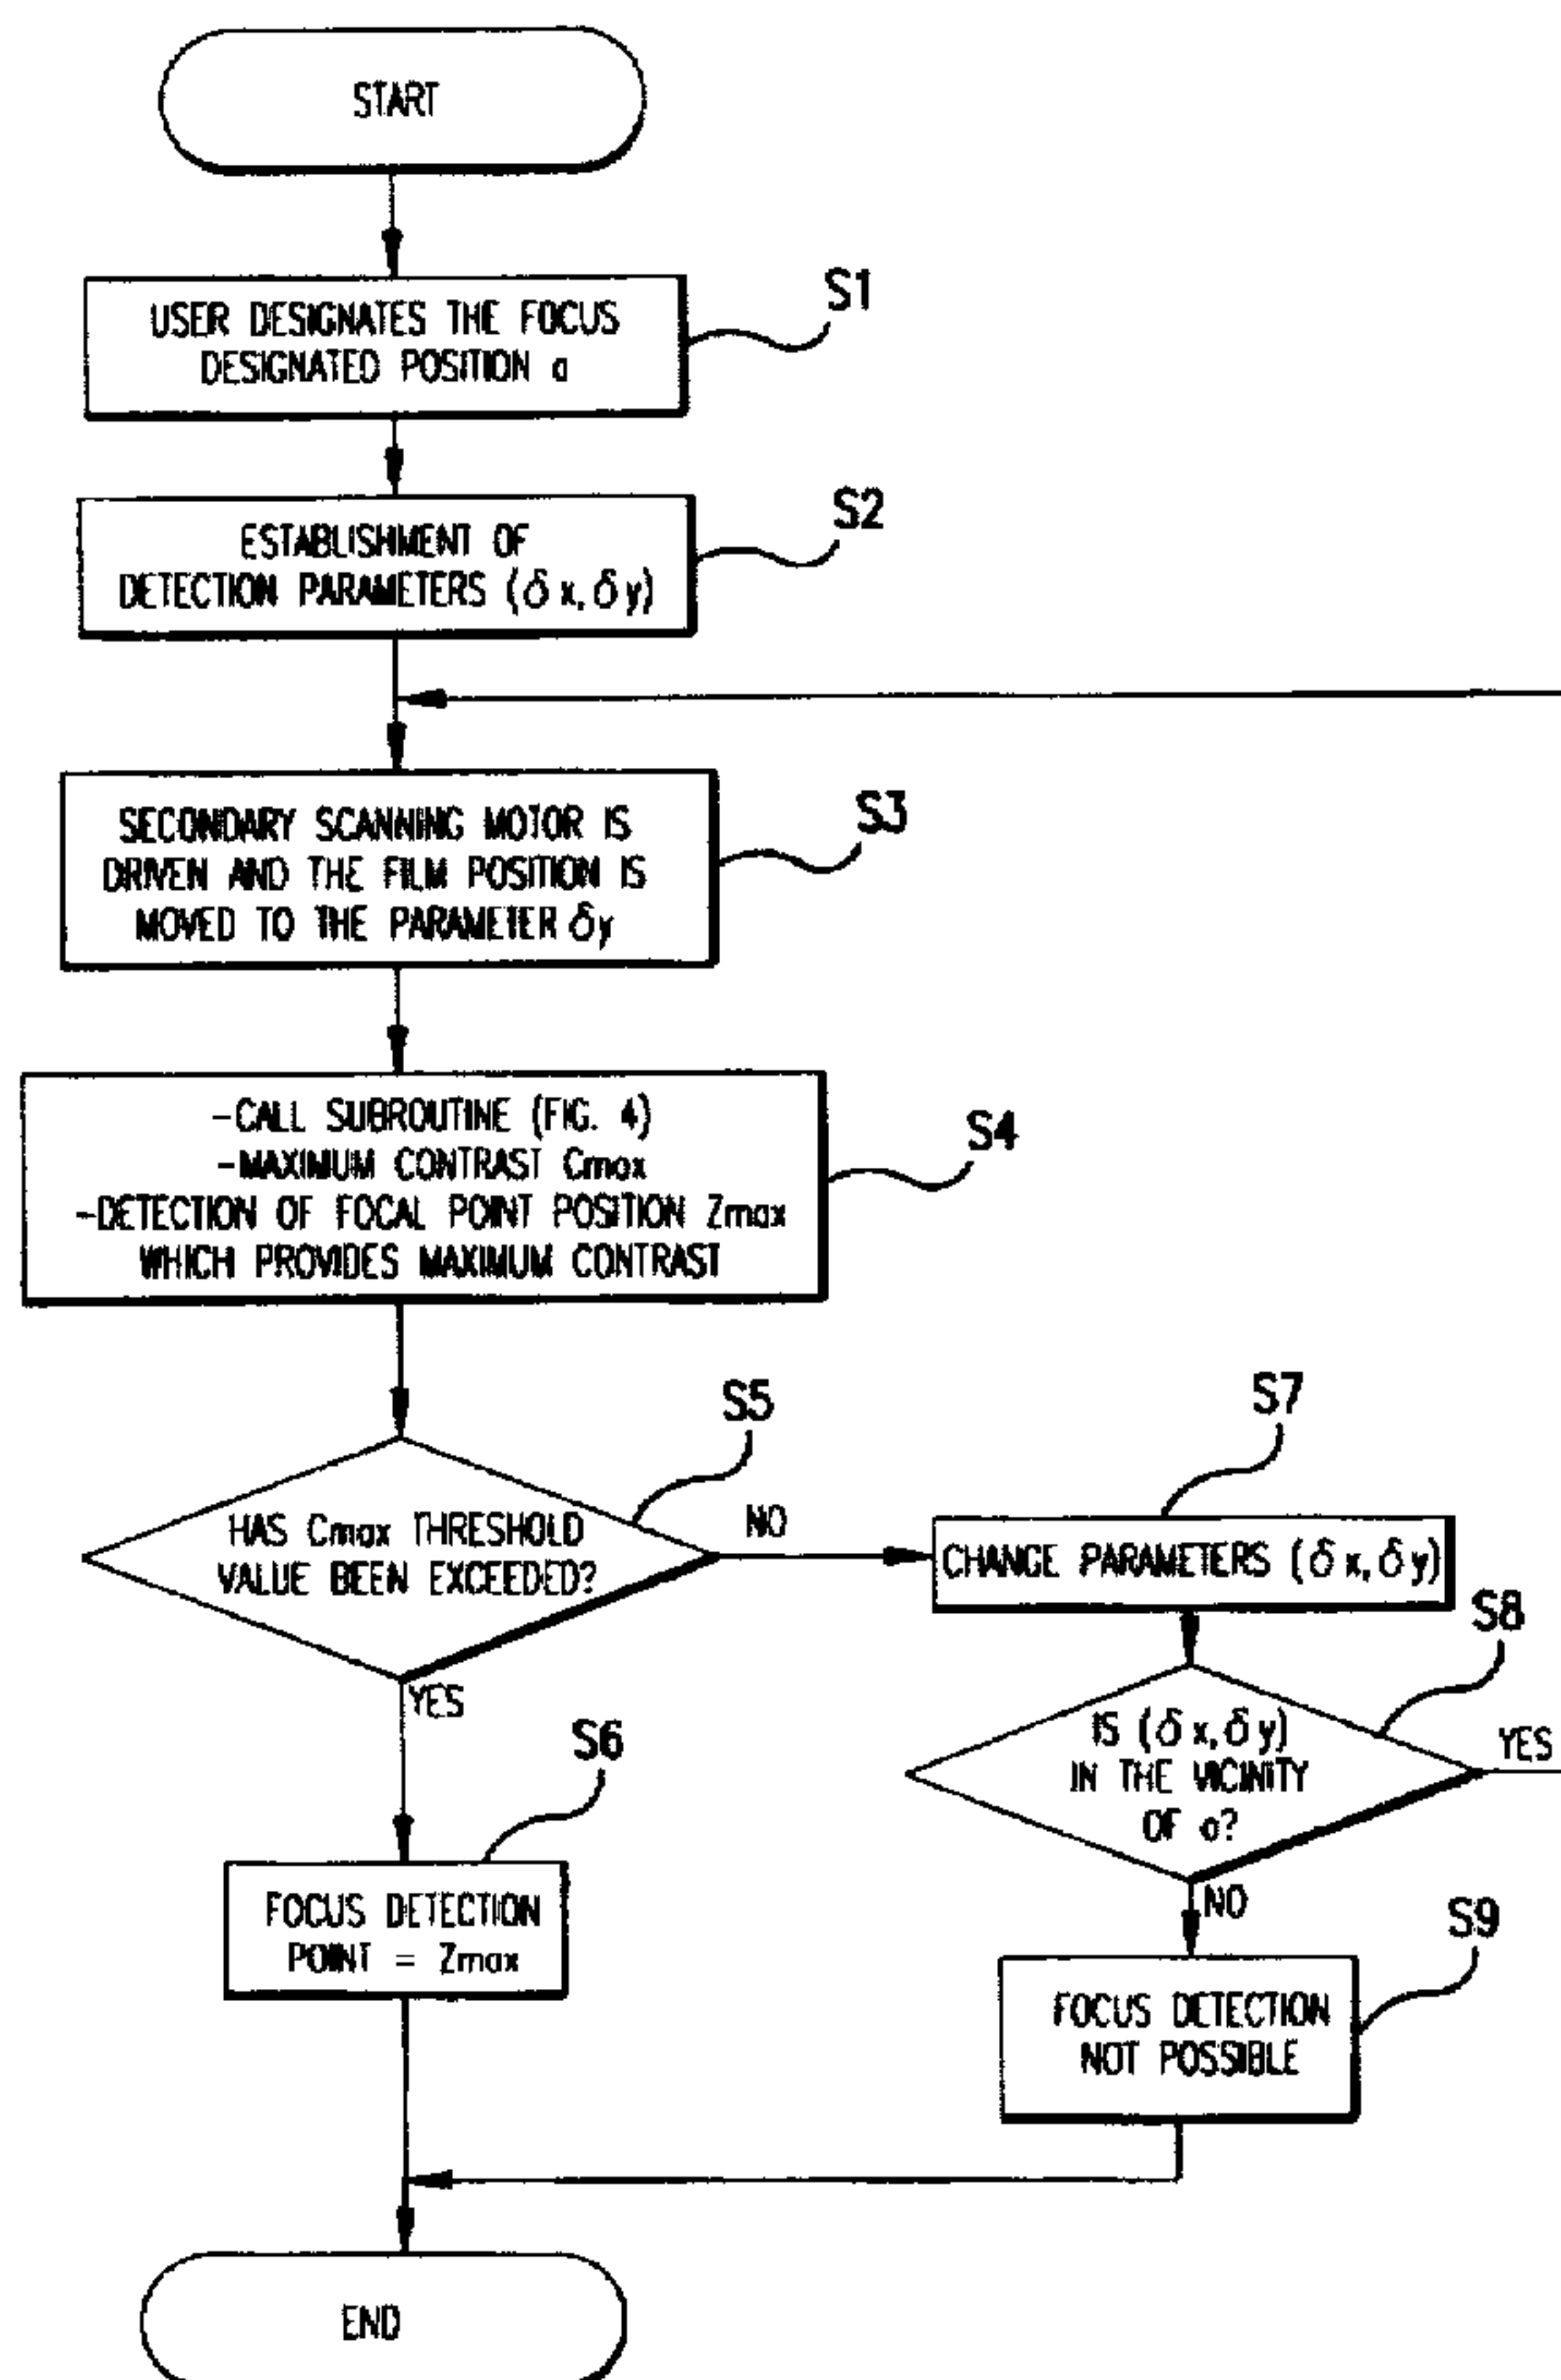 START
S1
USER DESIGNATES THE FOCUS
DESIGNATED POSITION a
S2
ESTABLISHMENT OF
DETECTION PARAMETERS (δx, δy)
S3
SECONDARY SCANNING MOTOR IS
DRIVEN AND THE FILM POSITION IS
MOVED TO THE PARAMETER δy
S4
-CALL SUBROUTINE (FIG. 4)
-MAXIMUM CONTRAST Cmax
-DETECTION OF FOCAL POINT POSITION Zmax
WHICH PROVIDES MAXIMUM CONTRAST
S5
HAS Cmax THRESHOLD
VALUE BEEN EXCEEDED?
NO
YES
S7
CHANGE PARAMETERS (δx, δy)
S8
IS (δx, δy)
IN THE VICINITY
OF a?
YES
NO
S6
FOCUS DETECTION
POINT = Zmax
S9
FOCUS DETECTION
NOT POSSIBLE
END